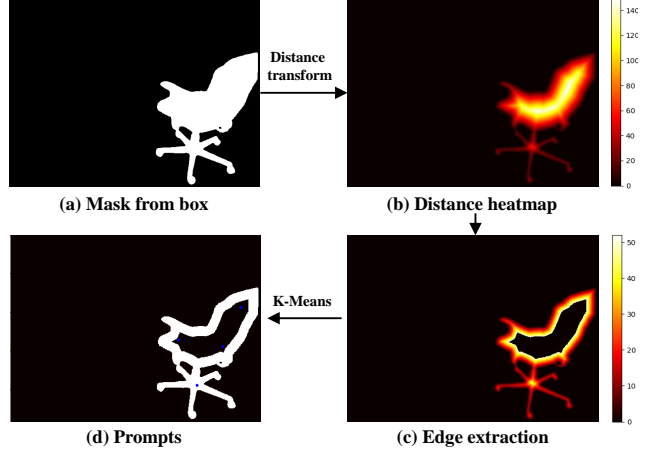 Distance
transform
140
120
100
80
60
40
20
0
(a) Mask from box
(b) Distance heatmap
K-Means
50
40
30
20
10
0
(d) Prompts
(c) Edge extraction